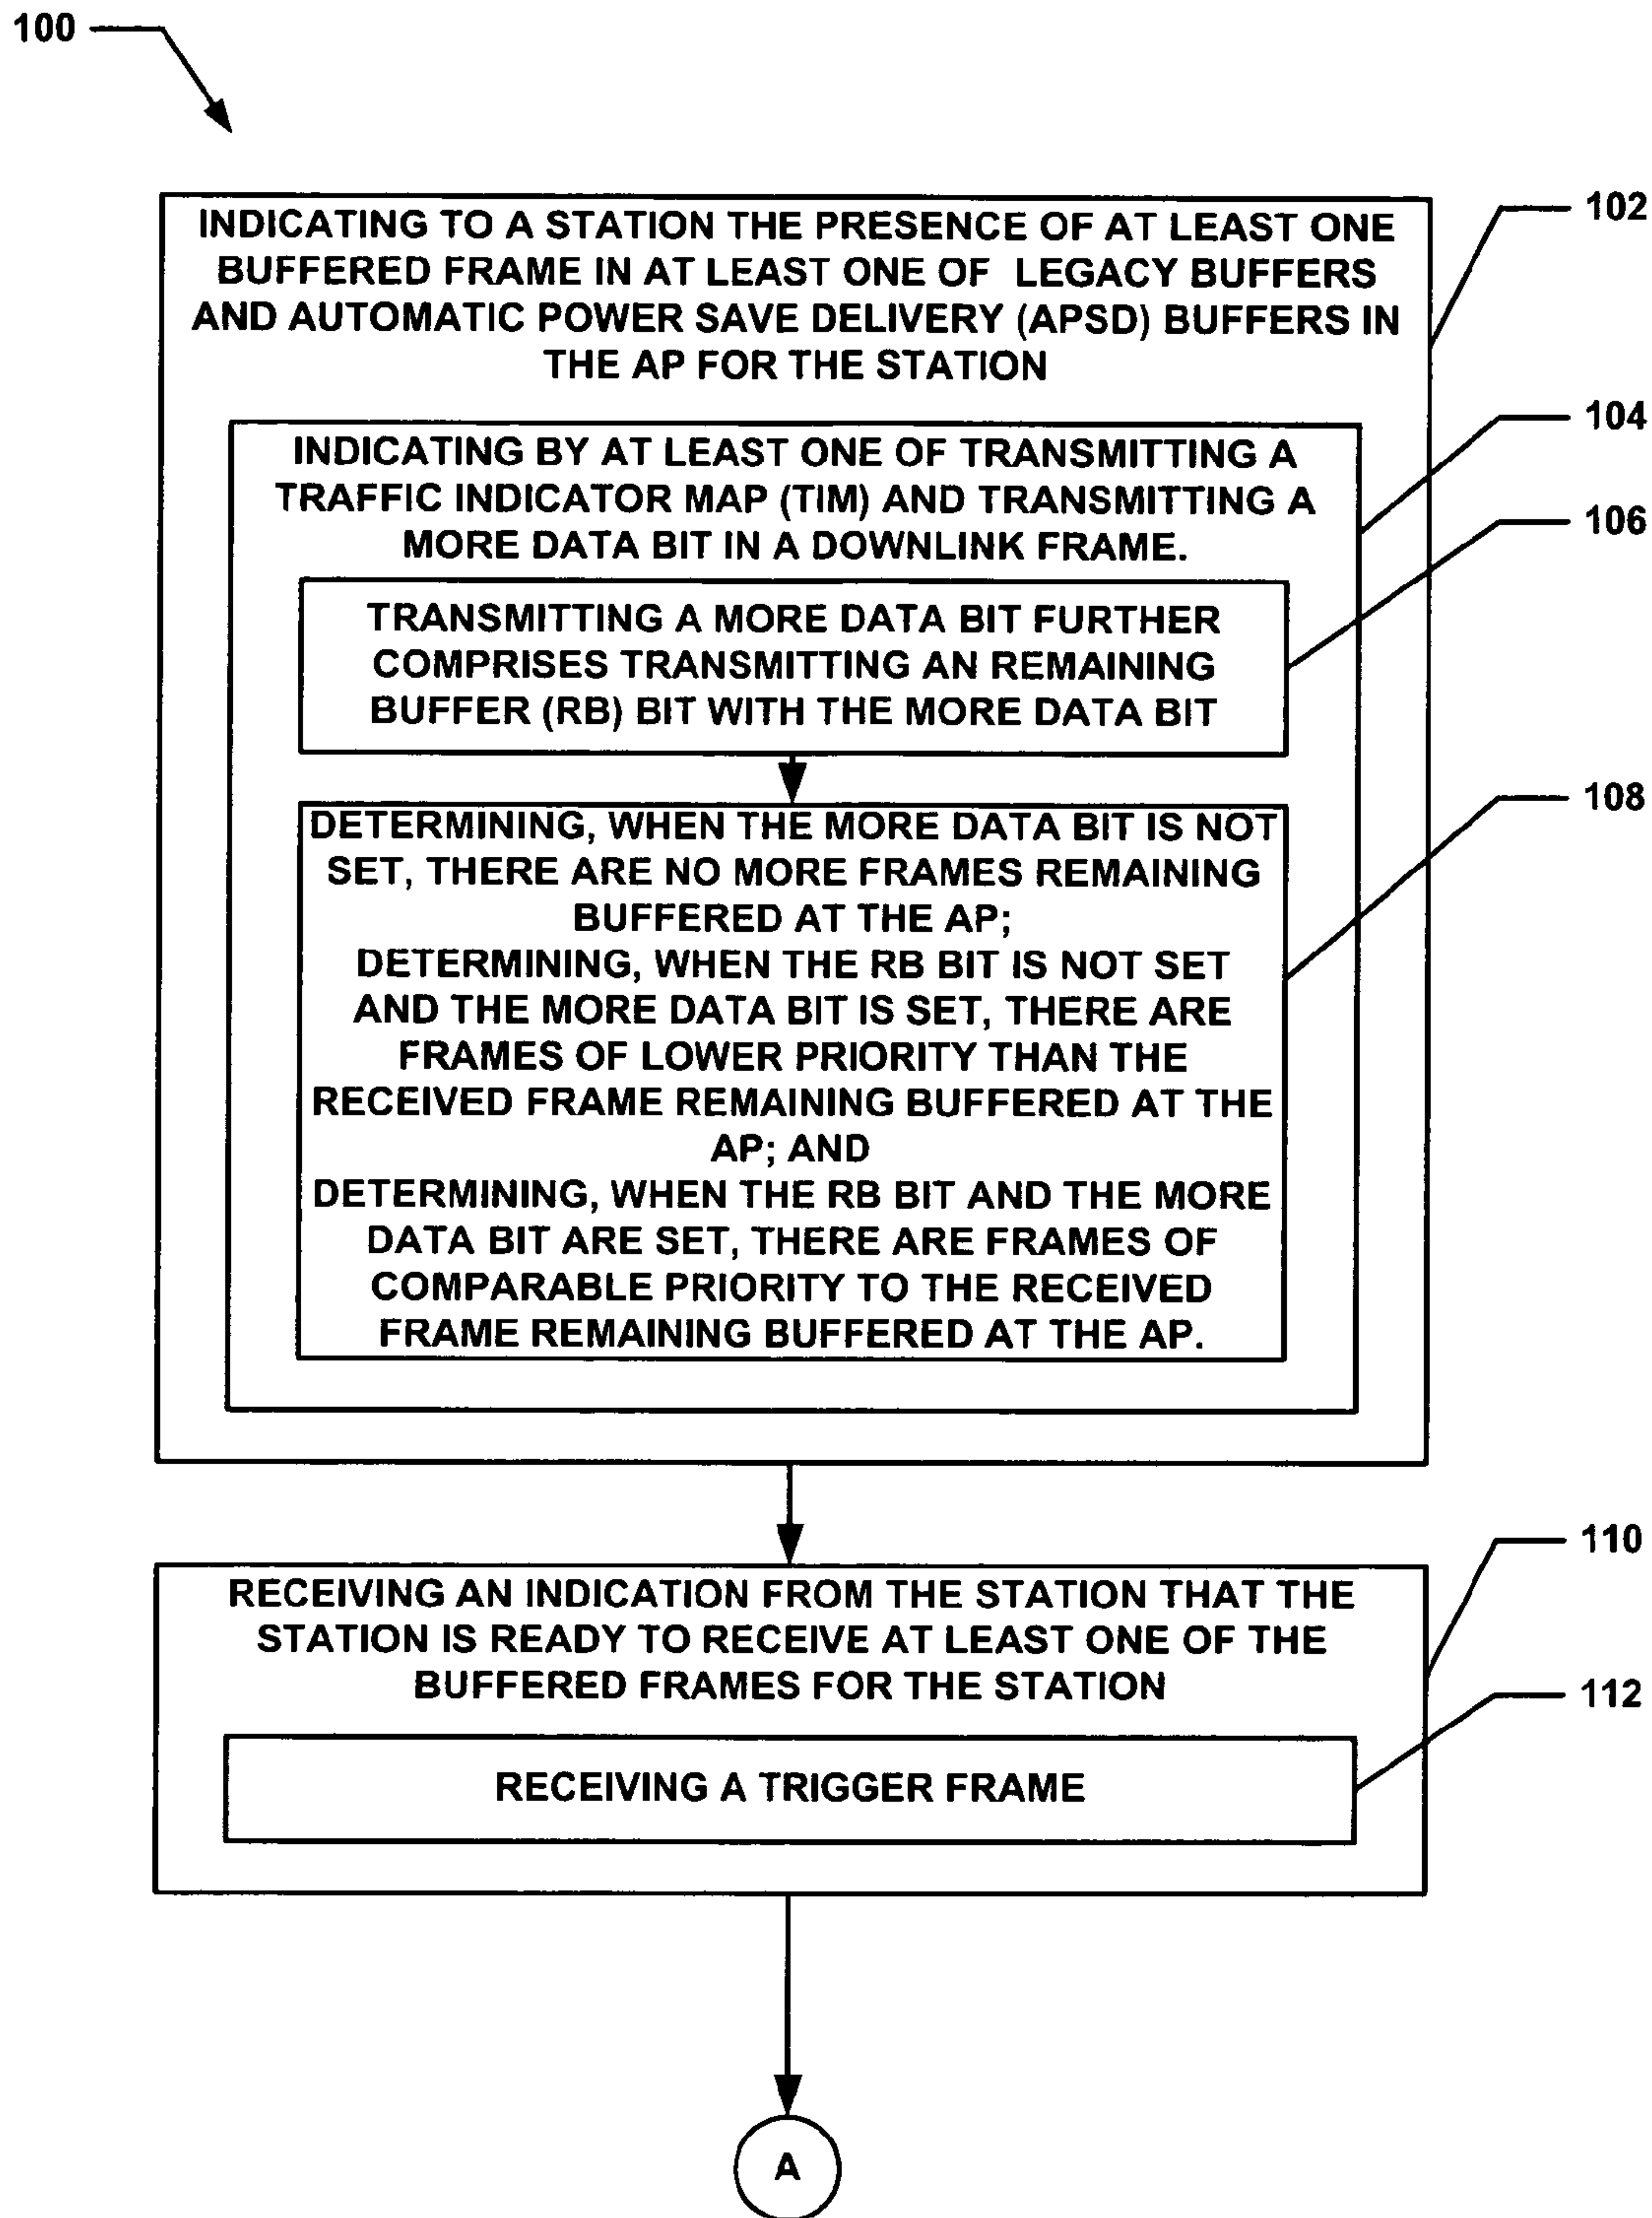 100
INDICATING TO A STATION THE PRESENCE OF AT LEAST ONE
BUFFERED FRAME IN AT LEAST ONE OF LEGACY BUFFERS
AND AUTOMATIC POWER SAVE DELIVERY (APSD) BUFFERS IN
THE AP FOR THE STATION
102
INDICATING BY AT LEAST ONE OF TRANSMITTING A
TRAFFIC INDICATOR MAP (TIM) AND TRANSMITTING A
MORE DATA BIT IN A DOWNLINK FRAME.
104
TRANSMITTING A MORE DATA BIT FURTHER
COMPRISES TRANSMITTING AN REMAINING
BUFFER (RB) BIT WITH THE MORE DATA BIT
106
DETERMINING, WHEN THE MORE DATA BIT IS NOT
SET, THERE ARE NO MORE FRAMES REMAINING
BUFFERED AT THE AP;
DETERMINING, WHEN THE RB BIT IS NOT SET
AND THE MORE DATA BIT IS SET, THERE ARE
FRAMES OF LOWER PRIORITY THAN THE
RECEIVED FRAME REMAINING BUFFERED AT THE
AP; AND
DETERMINING, WHEN THE RB BIT AND THE MORE
DATA BIT ARE SET, THERE ARE FRAMES OF
COMPARABLE PRIORITY TO THE RECEIVED
FRAME REMAINING BUFFERED AT THE AP.
108
RECEIVING AN INDICATION FROM THE STATION THAT THE
STATION IS READY TO RECEIVE AT LEAST ONE OF THE
BUFFERED FRAMES FOR THE STATION
110
RECEIVING A TRIGGER FRAME
112
A